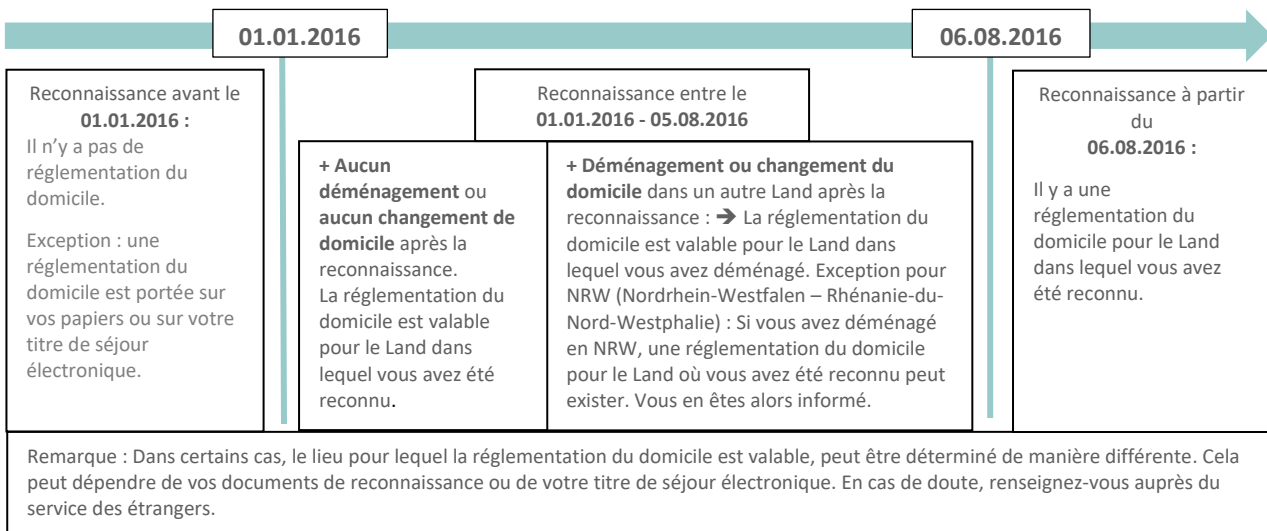 01.01.2016
06.08.2016
Reconnaissance avant le
01.01.2016 :
Il n’y a pas de
réglementation du
domicile.
Exception : une
réglementation du
domicile est portée sur
vos papiers ou sur votre
titre de séjour
électronique.
Reconnaissance entre le
01.01.2016 - 05.08.2016
+ Aucun
déménagement ou
aucun changement de
domicile après la
reconnaissance.
La réglementation du
domicile est valable
pour le Land dans
lequel vous avez été
reconnu.
+ Déménagement ou changement du
domicile dans un autre Land après la
reconnaissance : ➔ La réglementation du
domicile est valable pour le Land dans
lequel vous avez déménagé. Exception pour
NRW (Nordrhein-Westfalen – Rhénanie-du-
Nord-Westphalie) : Si vous avez déménagé
en NRW, une réglementation du domicile
pour le Land où vous avez été reconnu peut
exister. Vous en êtes alors informé.
Reconnaissance à partir
du
06.08.2016 :
Il y a une
réglementation du
domicile pour le Land
dans lequel vous avez
été reconnu.
Remarque : Dans certains cas, le lieu pour lequel la réglementation du domicile est valable, peut être déterminé de manière différente. Cela
peut dépendre de vos documents de reconnaissance ou de votre titre de séjour électronique. En cas de doute, renseignez-vous auprès du
service des étrangers.